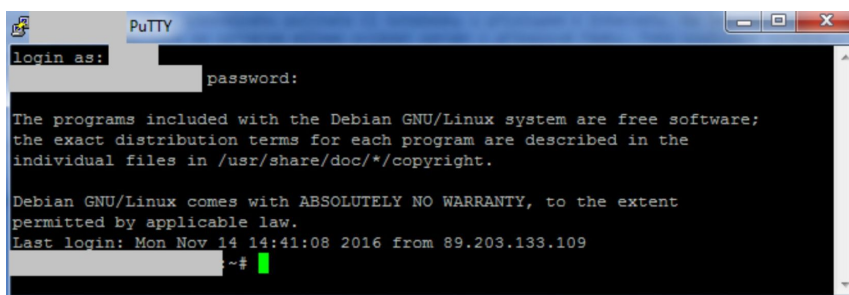 PuTTY
login as:
password:
The programs included with the Debian GNU/Linux system are free software;
the exact distribution terms for each program are described in the
individual files in /usr/share/doc/*/copyright.
Debian GNU/Linux comes with ABSOLUTELY NO WARRANTY, to the extent
permitted by applicable law.
Last login: Mon Nov 14 14:41:08 2016 from 89.203.133.109
:~#